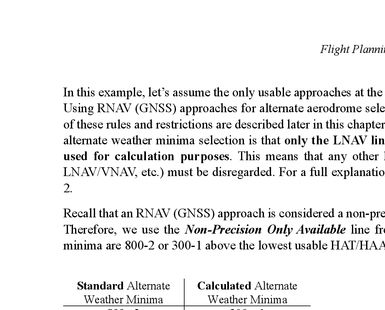 Flight Planni
In this example, let's assume the only usable approaches at the
Using RNAV (GNSS) approaches for alternate aerodrome sele
of these rules and restrictions are described later in this chapter
alternate weather minima selection is that only the LNAV lin
used for calculation purposes. This means that any other l
LNAV/VNAV, etc.) must be disregarded. For a full explanatio
2.
Recall that an RNAV (GNSS) approach is considered a non-pre
Therefore, we use the Non-Precision Only Available line fr
minima are 800-2 or 300-1 above the lowest usable HAT/HAA
Standard Alternate Calculated Alternate
Weather Minima Weather Minima